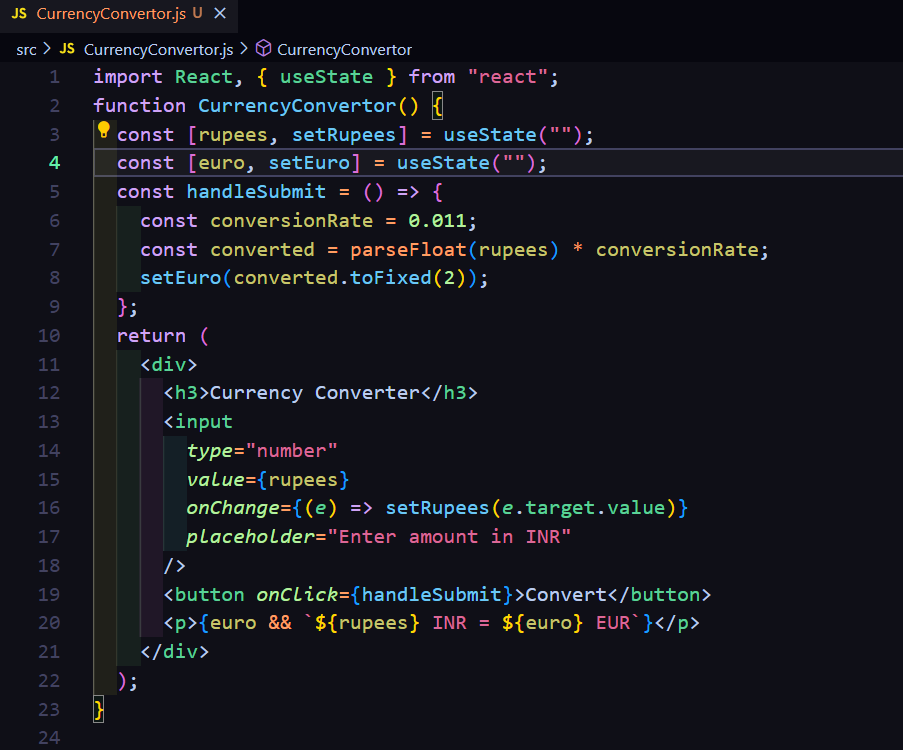 JS CurrencyConvertor.js U ×
src > JS CurrencyConvertor.js > CurrencyConvertor
1 import React, { useState } from "react";
2 function CurrencyConvertor() {
3   const [rupees, setRupees] = useState("");
4   const [euro, setEuro] = useState("");
5   const handleSubmit = () => {
6     const conversionRate = 0.011;
7     const converted = parseFloat(rupees) * conversionRate;
8     setEuro(converted.toFixed(2));
9   };
10   return (
11     <div>
12       <h3>Currency Converter</h3>
13       <input
14         type="number"
15         value={rupees}
16         onChange={(e) => setRupees(e.target.value)}
17         placeholder="Enter amount in INR"
18       />
19       <button onClick={handleSubmit}>Convert</button>
20       <p>{euro && `${rupees} INR = ${euro} EUR`}</p>
21     </div>
22   );
23 }
24